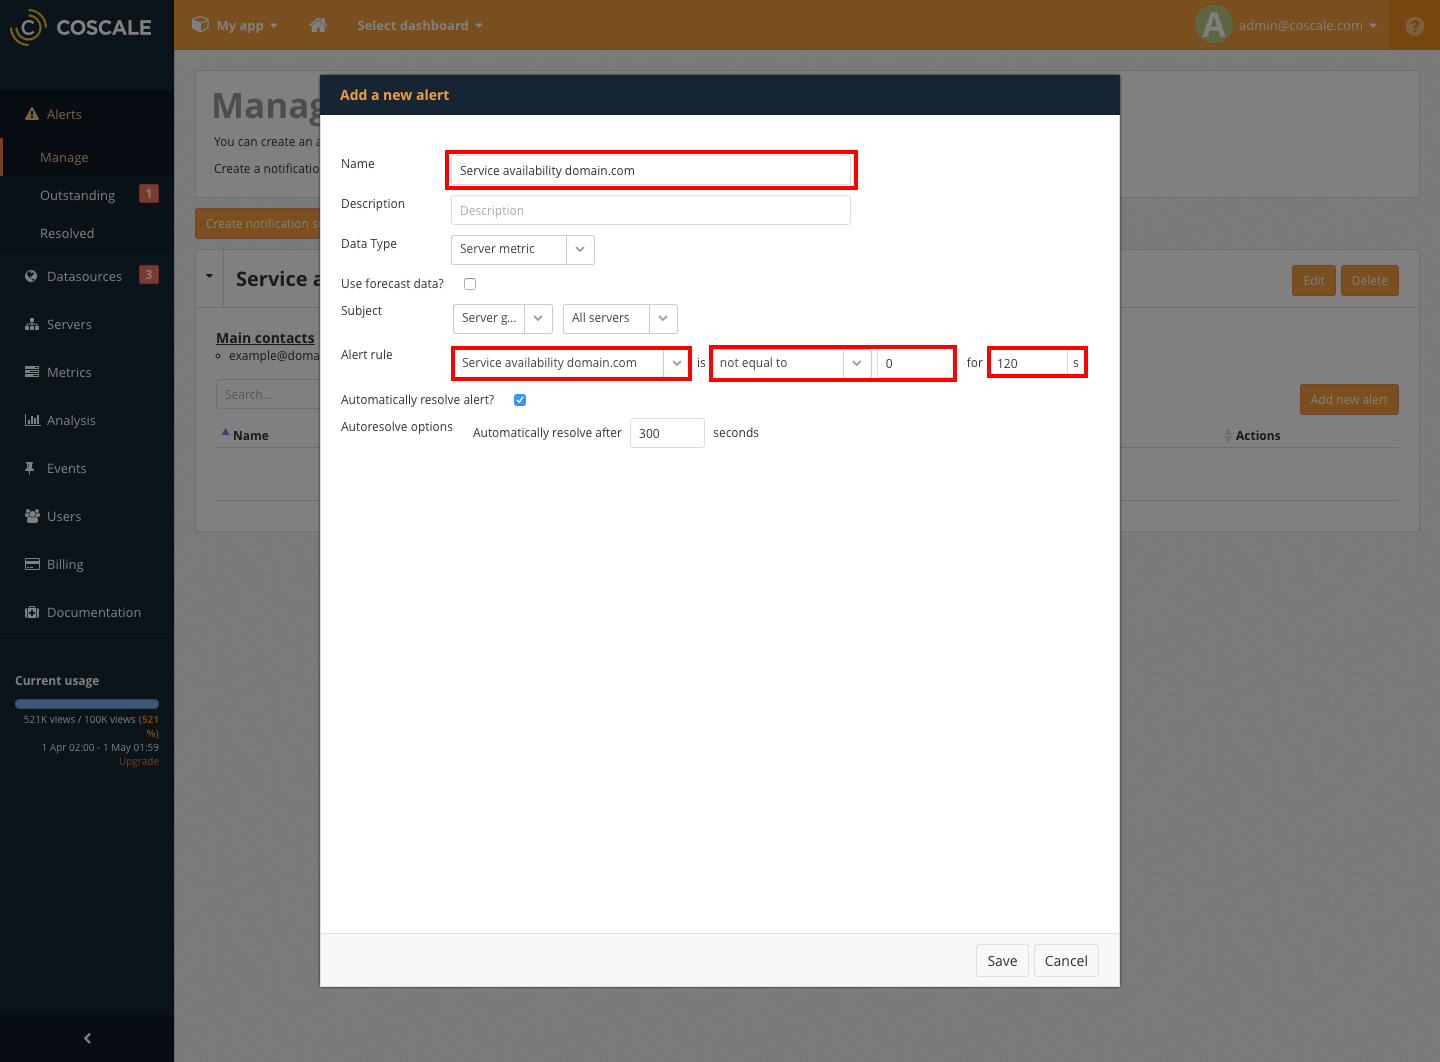 COSCALE
My app
Select dashboard
A
admin@coscale.com
?
Alerts
Manage
Outstanding 1
Resolved
Datasources 3
Servers
Metrics
Analysis
Events
Users
Billing
Documentation
Current usage
521K views / 100K views (521
%)
1 Apr 02:00 - 1 May 01:59
Upgrade
Manag
You can create an a
Create a notificatio
Create notification s
Service a
Edit
Delete
Main contacts
example@doma
Search...
Add new alert
Name
Actions
Add a new alert
Name
Service availability domain.com
Description
Description
Data Type
Server metric
Use forecast data?
Subject
Server g...
All servers
Alert rule
Service availability domain.com is not equal to 0 for 120 s
Automatically resolve alert?
Autoresolve options
Automatically resolve after 300 seconds
Save
Cancel